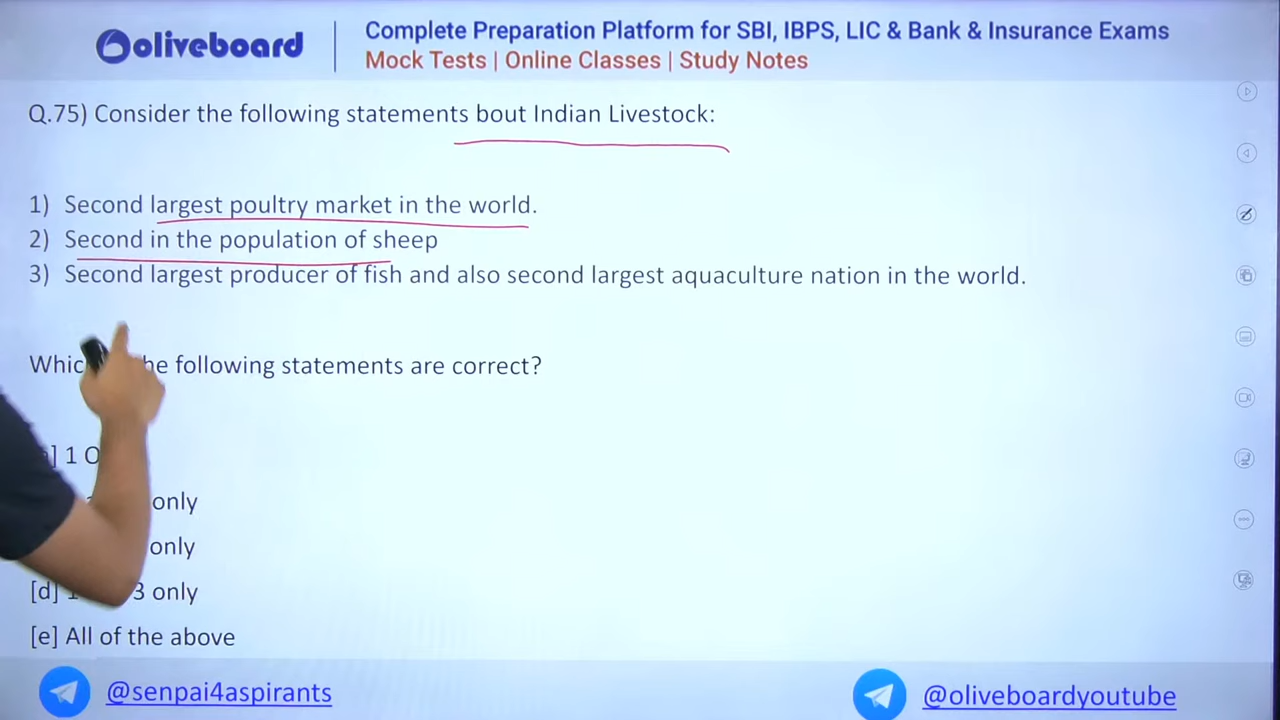 oliveboard
Complete Preparation Platform for SBI, IBPS, LIC & Bank & Insurance Exams
Mock Tests | Online Classes | Study Notes
Q.75) Consider the following statements bout Indian Livestock:
1) Second largest poultry market in the world.
2) Second in the population of sheep
3) Second largest producer of fish and also second largest aquaculture nation in the world.
following statements are correct?
1
only
only
[d] 3 only
[e] All of the above
@senpai4aspirants
@oliveboardyoutube